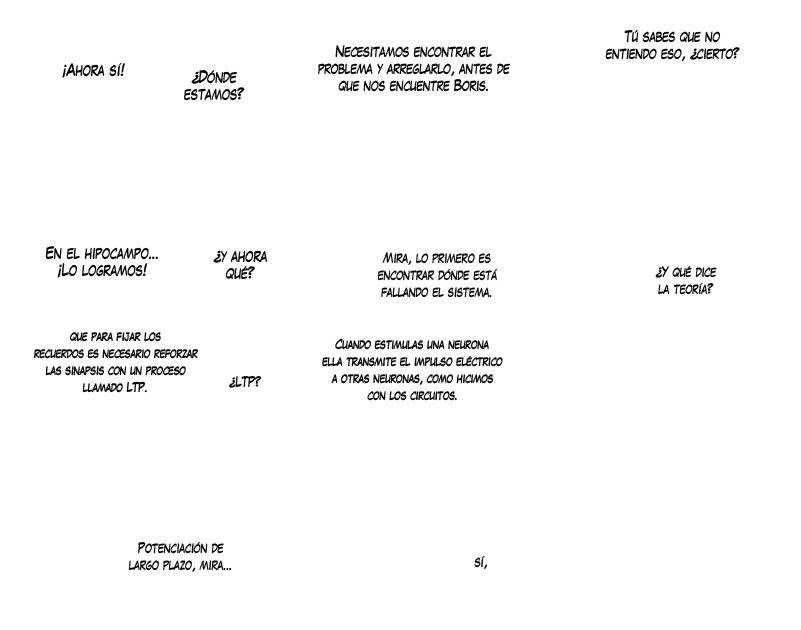 ¡Ahora sí!
¿Dónde
estamos?
Necesitamos encontrar el
problema y arreglarlo, antes de
que nos encuentre Boris.
Tú sabes que no
entiendo eso, ¿cierto?
En el hipocampo...
¡Lo logramos!
¿Y ahora
qué?
Mira, lo primero es
encontrar dónde está
fallando el sistema.
¿Y qué dice
la teoría?
que para fijar los
recuerdos es necesario reforzar
las sinapsis con un proceso
llamado LTP.
¿LTP?
Cuando estimulas una neurona
ella transmite el impulso eléctrico
a otras neuronas, como hicimos
con los circuitos.
Potenciación de
largo plazo, mira...
sí,